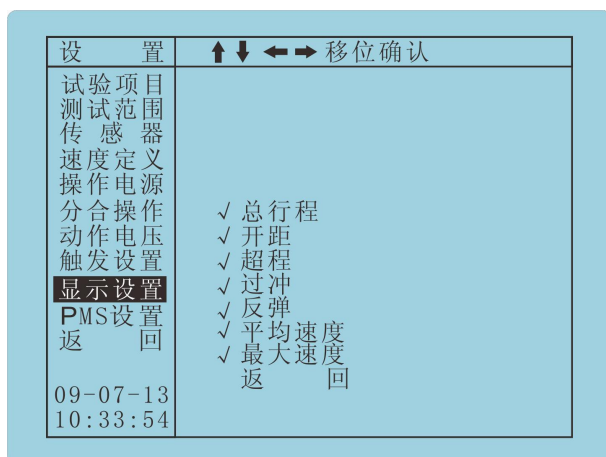 设 置
↑↓←→移位确认
试验项目
测试范围
传感器
速度定义
操作电源
分合操作
动作电压
触发设置
显示设置
PMS设置
返 回
09-07-13
10:33:54
√总行程
√开距
√超程
√过冲
√反弹
√平均速度
√最大速度
返 回